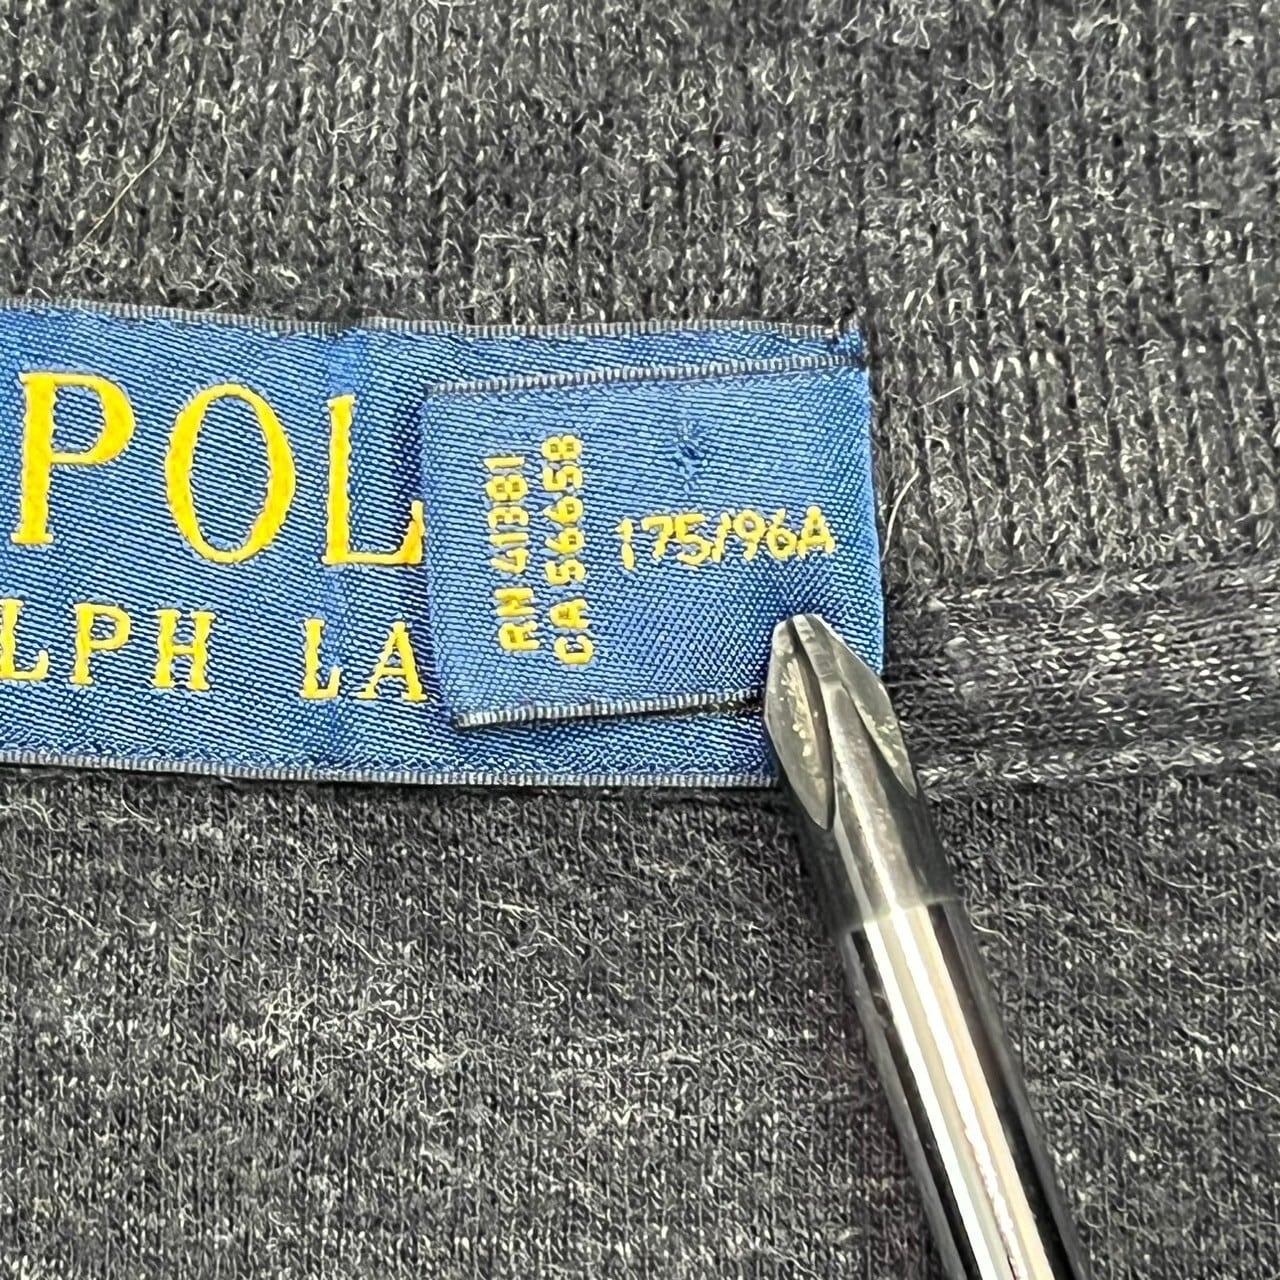 POL
LPH LA
RN 41381
CA 56658
175/96A